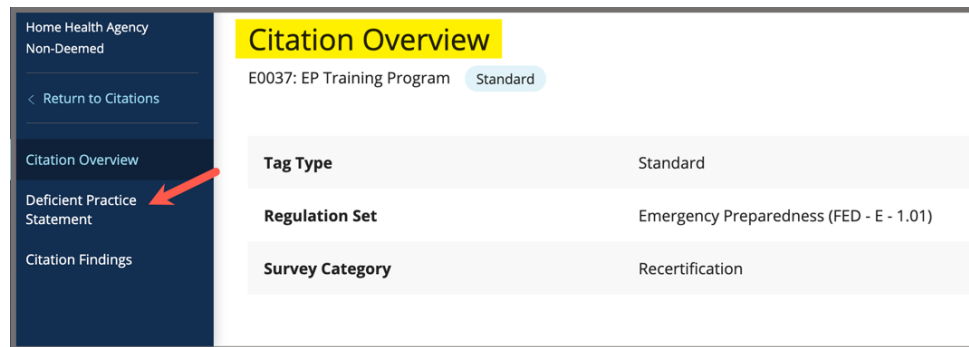 Home Health Agency
Non-Deemed
< Return to Citations
Citation Overview
Deficient Practice
Statement
Citation Findings
Citation Overview
E0037: EP Training Program Standard
Tag Type Standard
Regulation Set Emergency Preparedness (FED - E - 1.01)
Survey Category Recertification